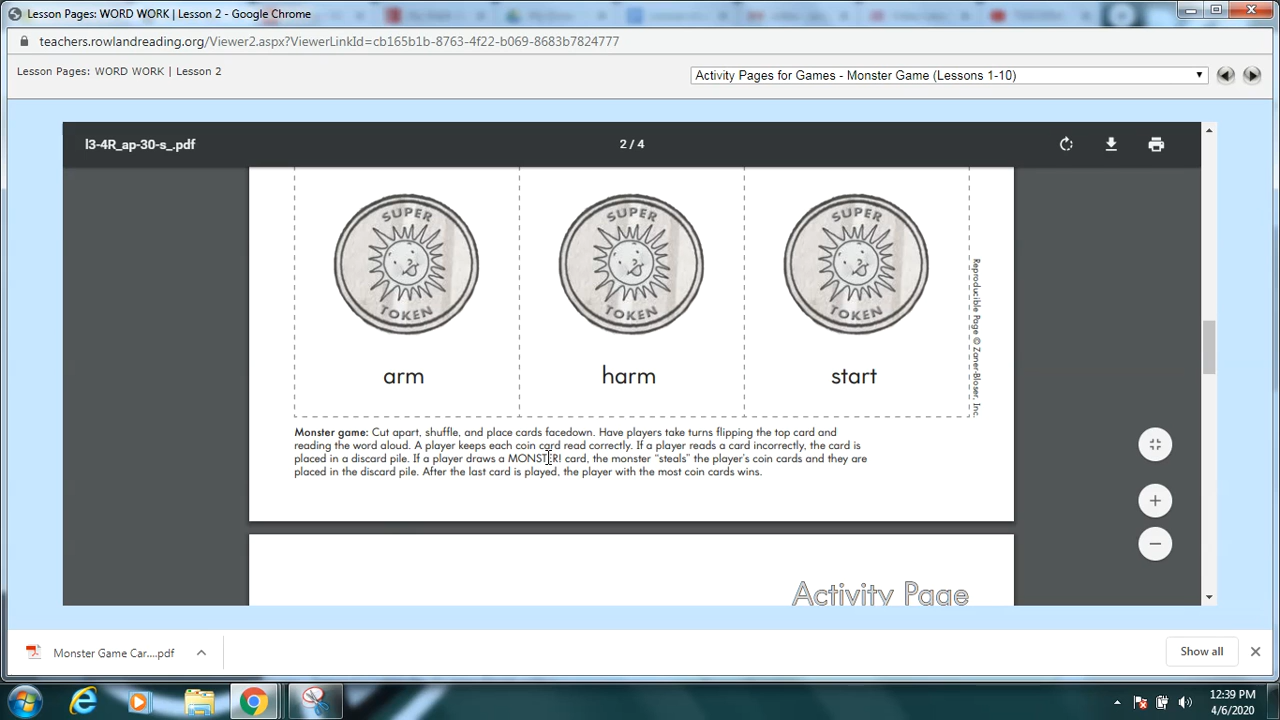 Lesson Pages: WORD WORK | Lesson 2 - Google Chrome
teachers.rowlandreading.org/Viewer2.aspx?ViewerLinkId=cb165b1b-8763-4f22-b069-8683b7824777
Lesson Pages: WORD WORK | Lesson 2
Activity Pages for Games - Monster Game (Lessons 1-10)
l3-4R_ap-30-s_.pdf
2 / 4
SUPER TOKEN
SUPER TOKEN
SUPER TOKEN
arm
harm
start
Reproducible Page © Zaner-Bloser, Inc.
Monster game: Cut apart, shuffle, and place cards facedown. Have players take turns flipping the top card and
reading the word aloud. A player keeps each coin card read correctly. If a player reads a card incorrectly, the card is
placed in a discard pile. If a player draws a MONSTER! card, the monster “steals” the player’s coin cards and they are
placed in the discard pile. After the last card is played, the player with the most coin cards wins.
Activity Page
Monster Game Car....pdf
Show all
12:39 PM
4/6/2020